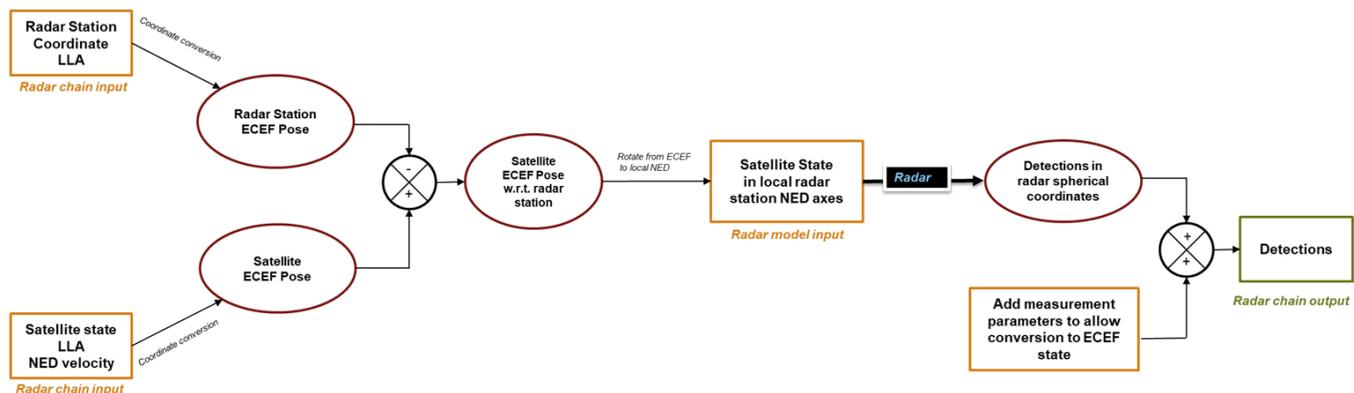 Radar Station
Coordinate
LLA
Radar chain input
Coordinate conversion
Radar Station
ECEF Pose
-
+
Satellite
ECEF Pose
Satellite state
LLA
NED velocity
Radar chain input
Coordinate conversion
Satellite
ECEF Pose
w.r.t. radar
station
Rotate from ECEF
to local NED
Satellite State
in local radar
station NED axes
Radar model input
Radar
Detections in
radar spherical
coordinates
+
+
Add measurement
parameters to allow
conversion to ECEF
state
Detections
Radar chain output